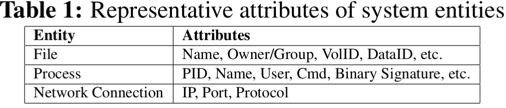 Table 1: Representative attributes of system entities
Entity Attributes
File Name, Owner/Group, VolID, DataID, etc.
Process PID, Name, User, Cmd, Binary Signature, etc.
Network Connection IP, Port, Protocol